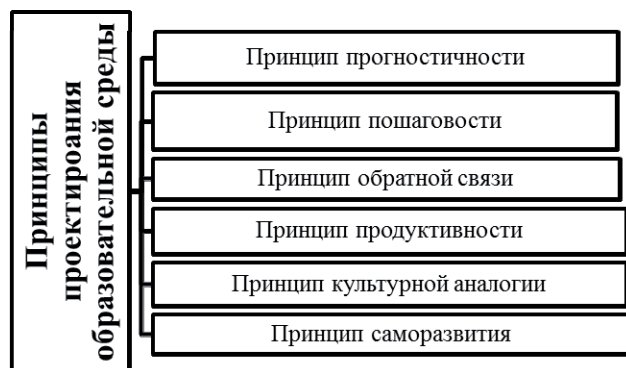 Принципы
проектироания
образовательной среды
Принцип прогностичности
Принцип пошаговости
Принцип обратной связи
Принцип продуктивности
Принцип культурной аналогии
Принцип саморазвития